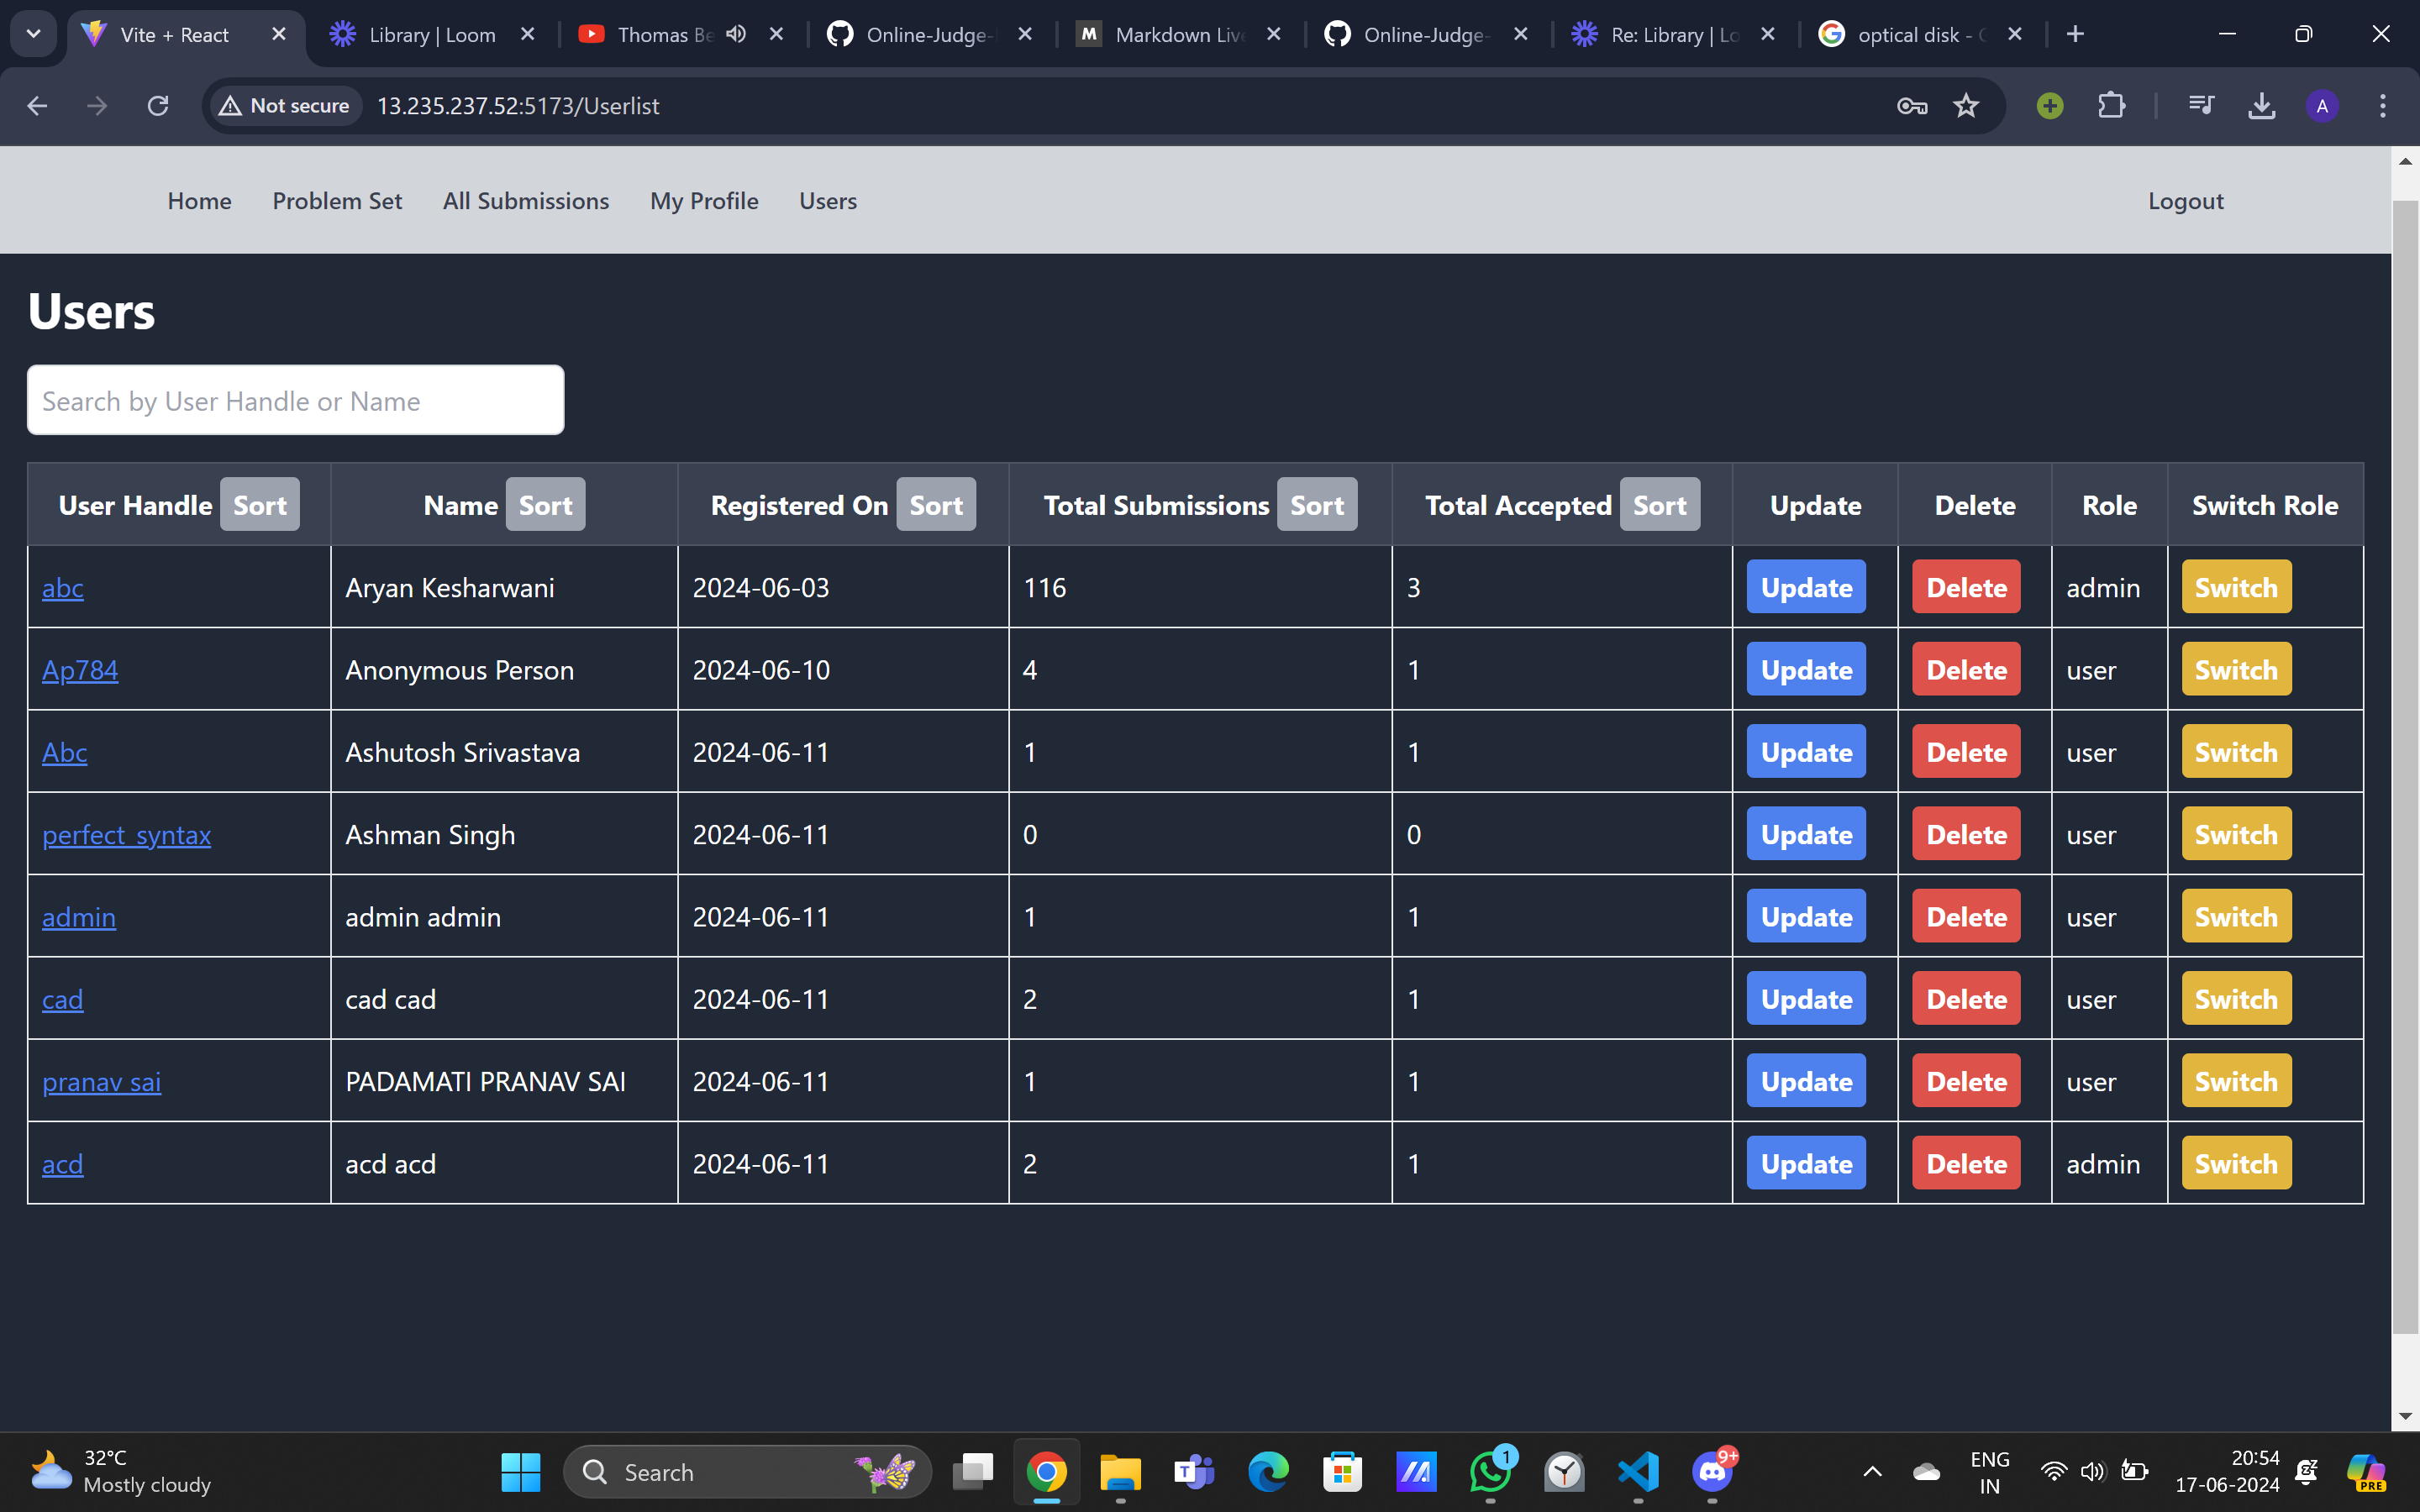 Vite + React
Library | Loom
Thomas Be
Online-Judge-
Markdown Live
Online-Judge-
Re: Library | Lo
optical disk -
Not secure 13.235.237.52:5173/Userlist
A
Home Problem Set All Submissions My Profile Users Logout
Users
Search by User Handle or Name
User Handle Sort Name Sort Registered On Sort Total Submissions Sort Total Accepted Sort Update Delete Role Switch Role
abc Aryan Kesharwani 2024-06-03 116 3 Update Delete admin Switch
Ap784 Anonymous Person 2024-06-10 4 1 Update Delete user Switch
Abc Ashutosh Srivastava 2024-06-11 1 1 Update Delete user Switch
perfect_syntax Ashman Singh 2024-06-11 0 0 Update Delete user Switch
admin admin admin 2024-06-11 1 1 Update Delete user Switch
cad cad cad 2024-06-11 2 1 Update Delete user Switch
pranav sai PADAMATI PRANAV SAI 2024-06-11 1 1 Update Delete user Switch
acd acd acd 2024-06-11 2 1 Update Delete admin Switch
32°C
Mostly cloudy
Search
1
9+
ENG
IN
20:54
17-06-2024
PRE